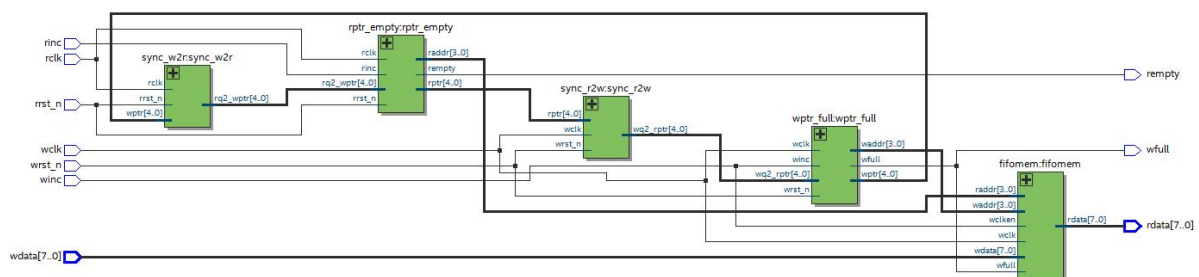 rinc
rclk
rrst_n
wclk
wrst_n
winc
wdata[7..0]
sync_w2r:sync_w2r
rclk
rrst_n
wptr[4..0]
rq2_wptr[4..0]
rptr_empty:rptr_empty
rclk
rinc
rq2_wptr[4..0]
rrst_n
raddr[3..0]
rempty
rptr[4..0]
sync_r2w:sync_r2w
rptr[4..0]
wclk
wrst_n
wq2_rptr[4..0]
wptr_full:wptr_full
wclk
winc
wq2_rptr[4..0]
wrst_n
waddr[3..0]
wfull
wptr[4..0]
fifomem:fifomem
raddr[3..0]
waddr[3..0]
wclken
wclk
wdata[7..0]
wfull
rdata[7..0]
rempty
wfull
rdata[7..0]